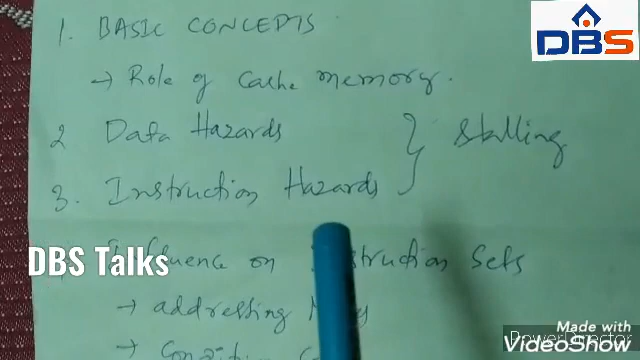 DBS
1. BASIC CONCEPTS
→ Role of Cache memory.
2 Data Hazards } Stalling
3. Instruction Hazards
on Instruction Sets
DBS Talks
→ addressing
→
Made with
VideoShow